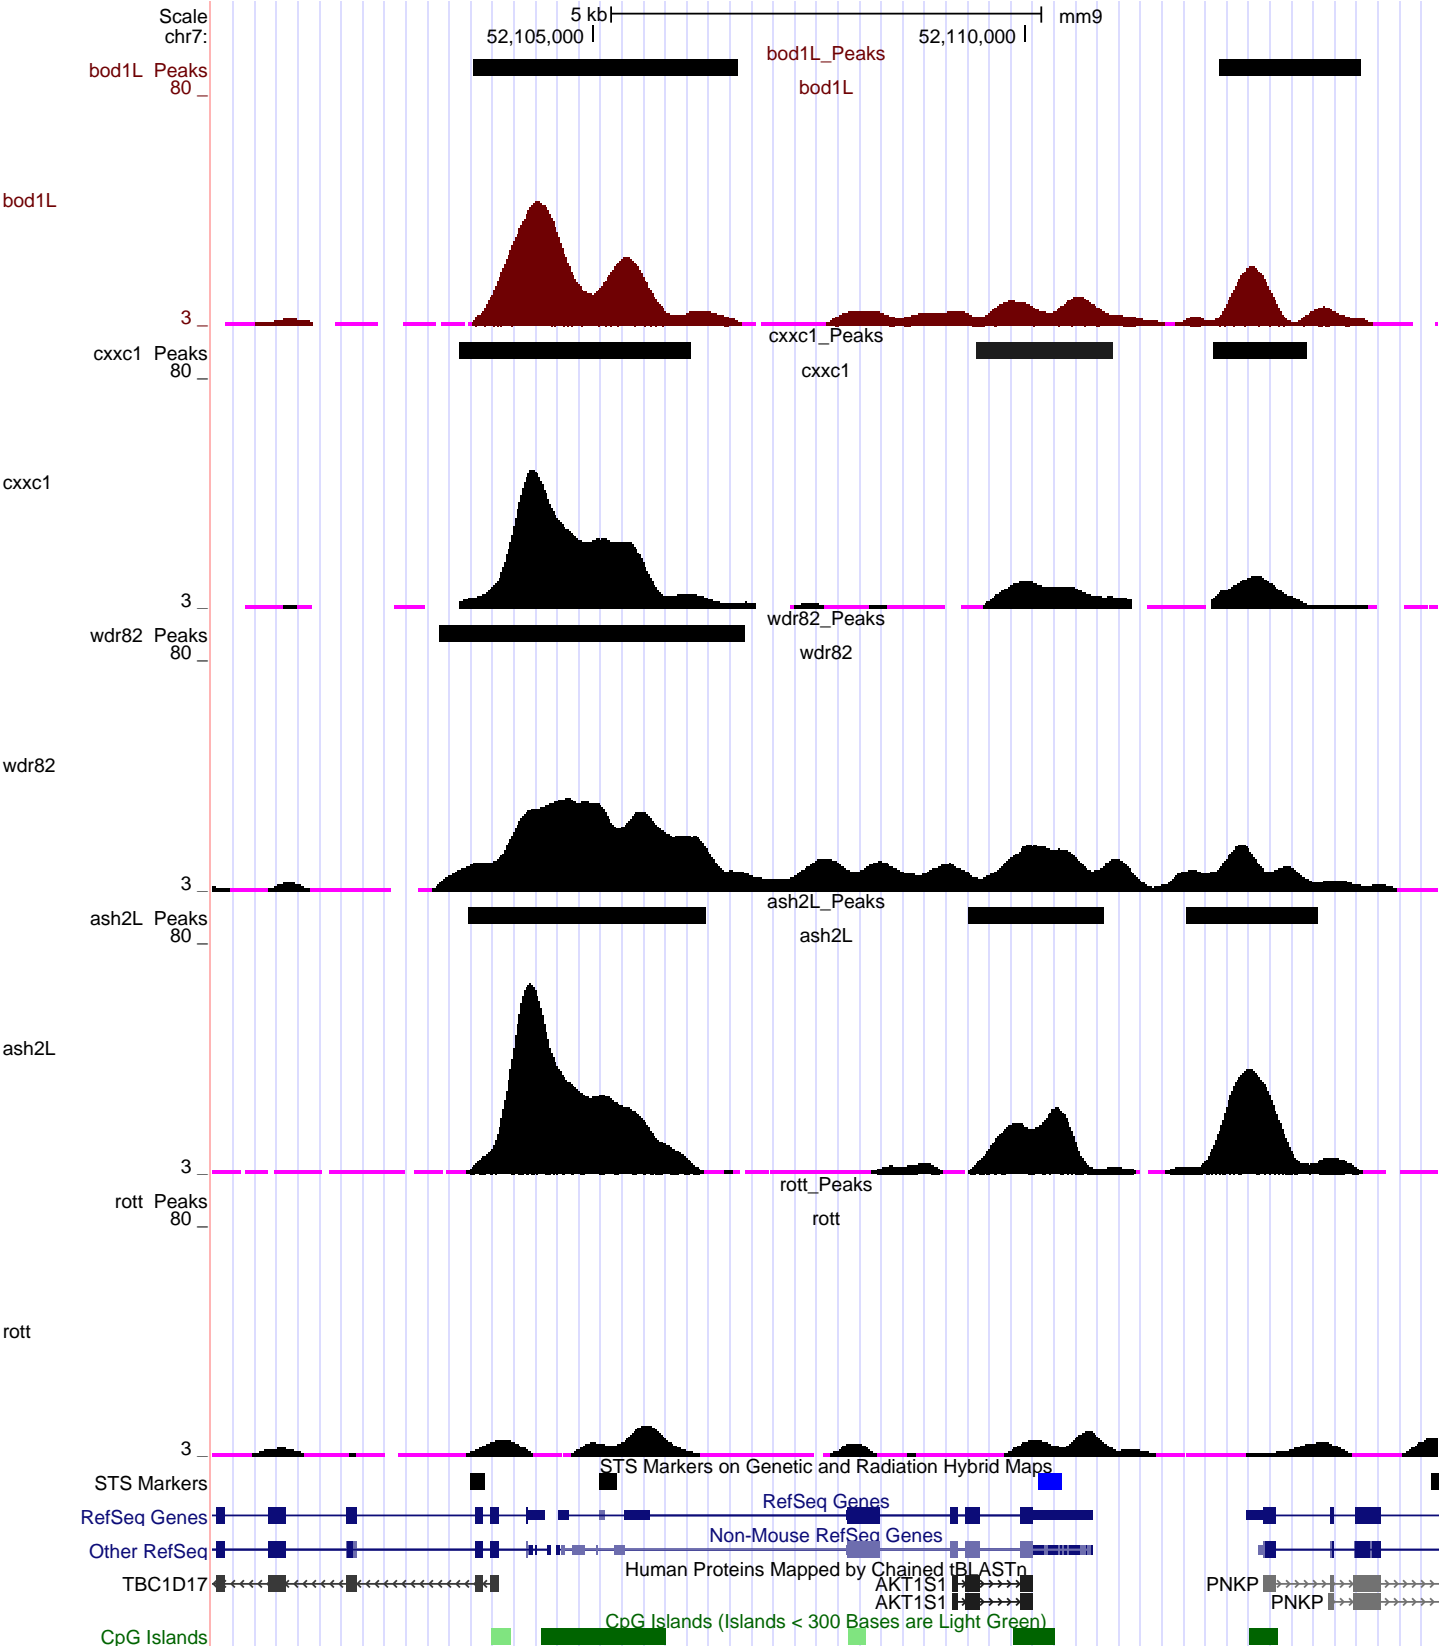 Scale 5 kb mm9
chr7: 52,105,000 52,110,000
bod1L_Peaks
bod1L Peaks
80 _
bod1L
bod1L
3 _
cxxc1_Peaks
cxxc1 Peaks
80 _
cxxc1
cxxc1
3 _
wdr82_Peaks
wdr82 Peaks
80 _
wdr82
wdr82
3 _
ash2L_Peaks
ash2L Peaks
80 _
ash2L
ash2L
3 _
rott_Peaks
rott Peaks
80 _
rott
rott
3 _
STS Markers on Genetic and Radiation Hybrid Maps
STS Markers
RefSeq Genes
RefSeq Genes
Non-Mouse RefSeq Genes
Other RefSeq
Human Proteins Mapped by Chained tBLASTn
TBC1D17 AKT1S1 PNKP
AKT1S1 PNKP
CpG Islands (Islands < 300 Bases are Light Green)
CpG Islands